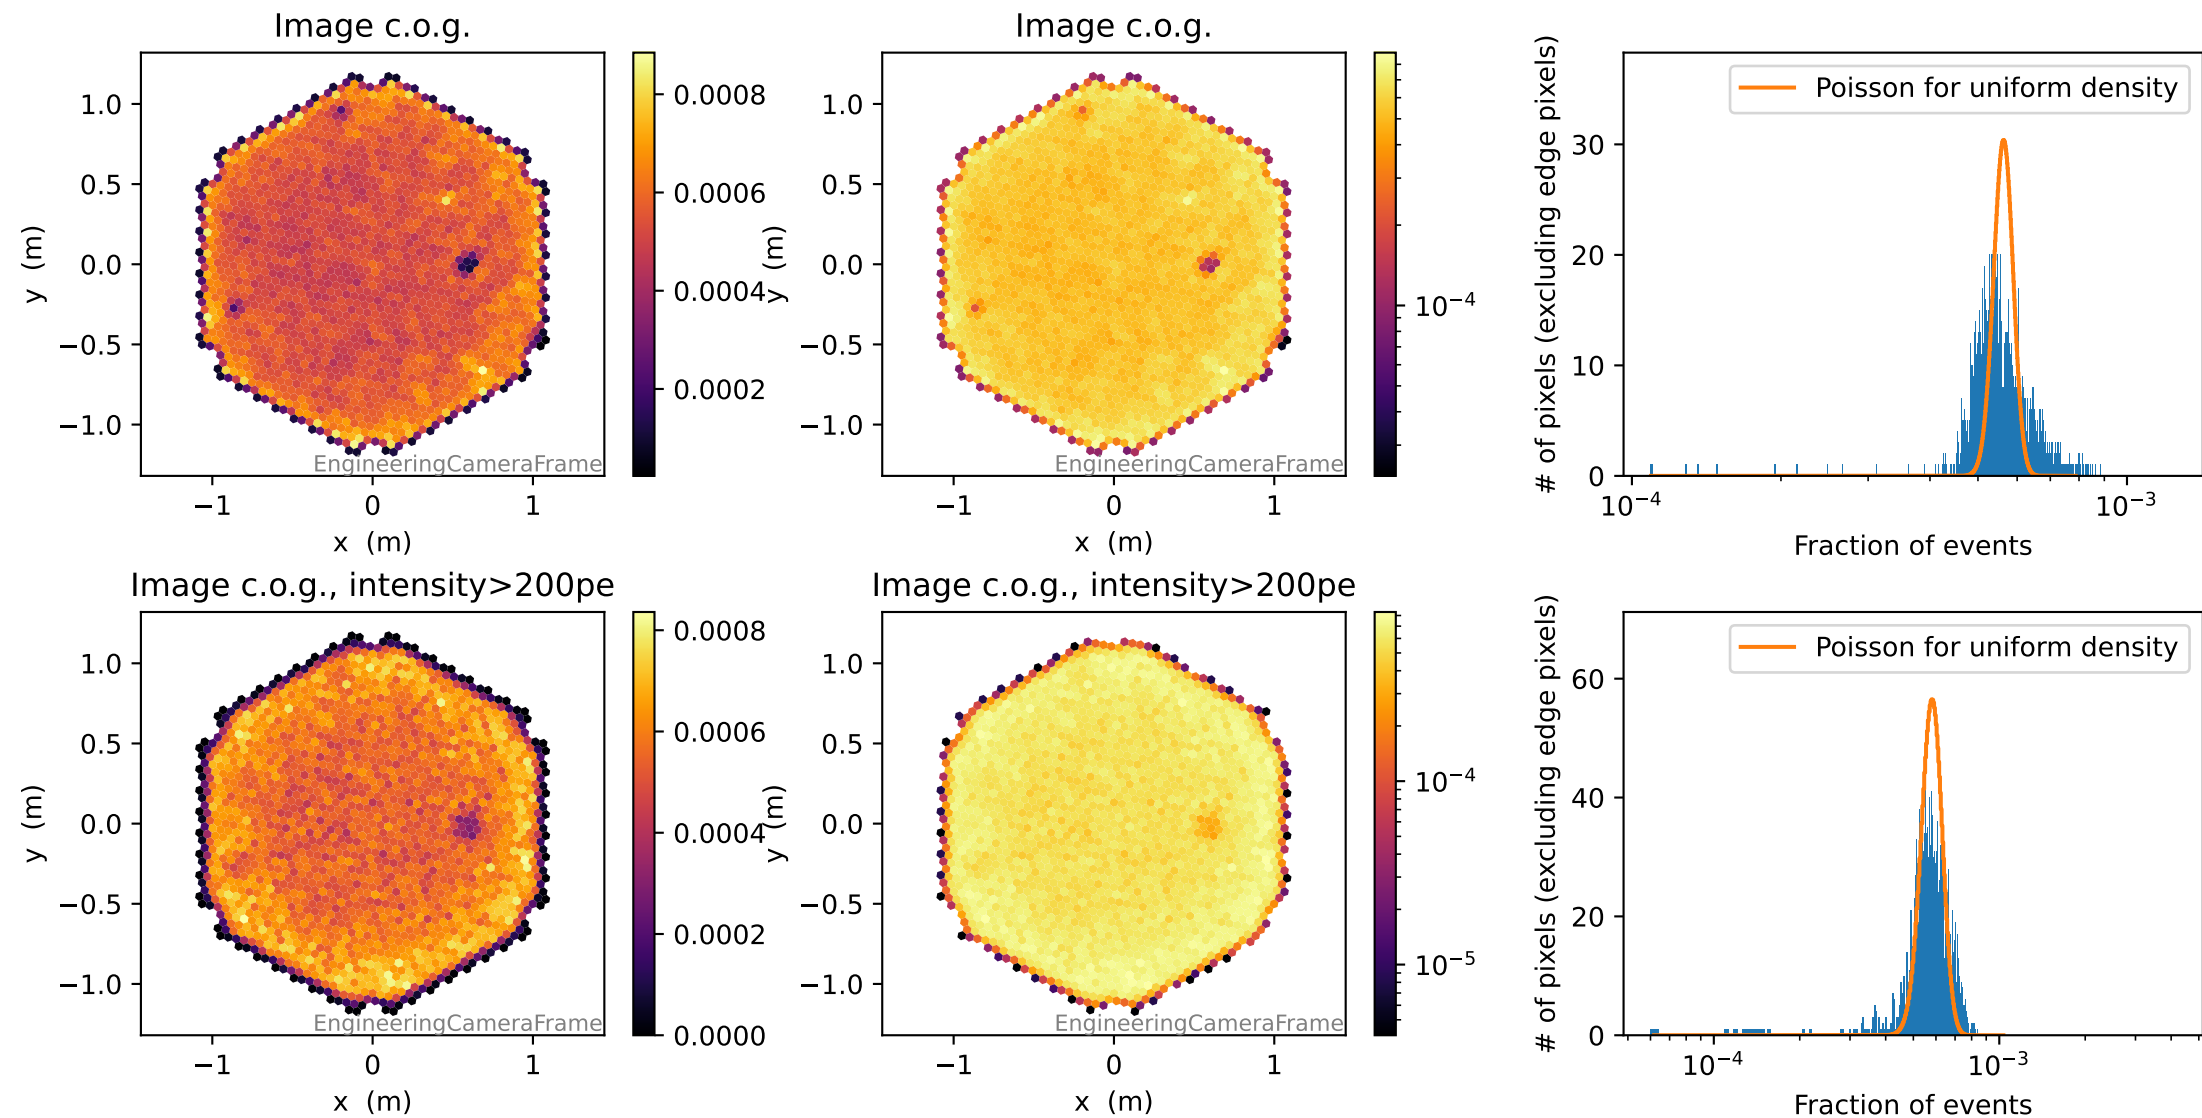 Image c.o.g.
1.0
0.5
0.0
−0.5
−1.0
y (m)
−1
0
1
x (m)
EngineeringCameraFrame
0.0008
0.0006
0.0004
0.0002
Image c.o.g.
1.0
0.5
0.0
−0.5
−1.0
y (m)
−1
0
1
x (m)
EngineeringCameraFrame
10⁻⁴
# of pixels (excluding edge pixels)
30
20
10
0
Poisson for uniform density
10⁻⁴
10⁻³
Fraction of events
Image c.o.g., intensity>200pe
1.0
0.5
0.0
−0.5
−1.0
y (m)
−1
0
1
x (m)
EngineeringCameraFrame
0.0008
0.0006
0.0004
0.0002
0.0000
Image c.o.g., intensity>200pe
1.0
0.5
0.0
−0.5
−1.0
y (m)
−1
0
1
x (m)
EngineeringCameraFrame
10⁻⁴
10⁻⁵
# of pixels (excluding edge pixels)
60
40
20
0
Poisson for uniform density
10⁻⁴
10⁻³
Fraction of events